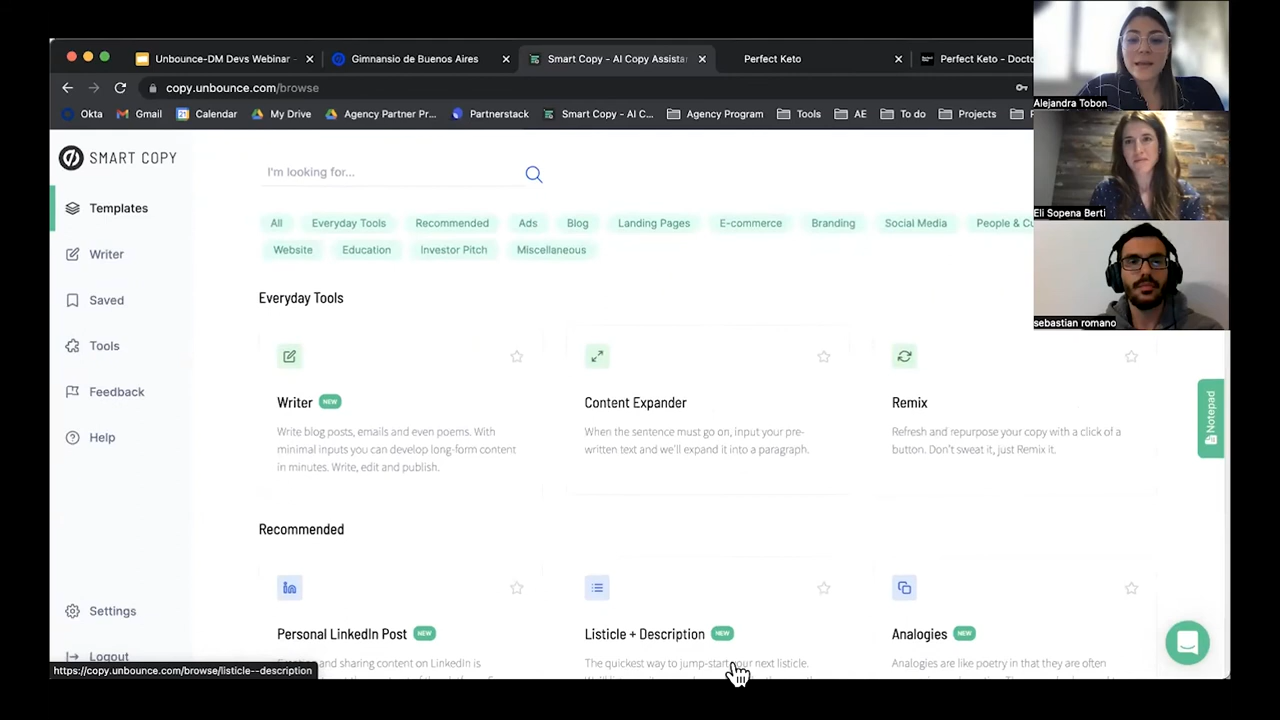 Unbounce-DM Devs Webinar -
Gimnansio de Buenos Aires
Smart Copy - AI Copy Assista
Perfect Keto
Perfect Keto - Docto
copy.unbounce.com/browse
Okta
Gmail
Calendar
My Drive
Agency Partner Pr...
Partnerstack
Smart Copy – AI C...
Agency Program
Tools
AE
To do
Projects
Alejandra Tobon
Eli Sopena Berti
sebastian romano
SMART COPY
Templates
Writer
Saved
Tools
Feedback
Help
Settings
Logout
https://copy.unbounce.com/browse/listicle--description
I'm looking for...
All
Everyday Tools
Recommended
Ads
Blog
Landing Pages
E-commerce
Branding
Social Media
People & Cu
Website
Education
Investor Pitch
Miscellaneous
Everyday Tools
Writer NEW
Write blog posts, emails and even poems. With
minimal inputs you can develop long-form content
in minutes. Write, edit and publish.
Content Expander
When the sentence must go on, input your pre-
written text and we'll expand it into a paragraph.
Remix
Refresh and repurpose your copy with a click of a
button. Don't sweat it, just Remix it.
Recommended
Personal LinkedIn Post NEW
and sharing content on LinkedIn is
Listicle + Description NEW
The quickest way to jump-start your next listicle.
Analogies NEW
Analogies are like poetry in that they are often
Notepad